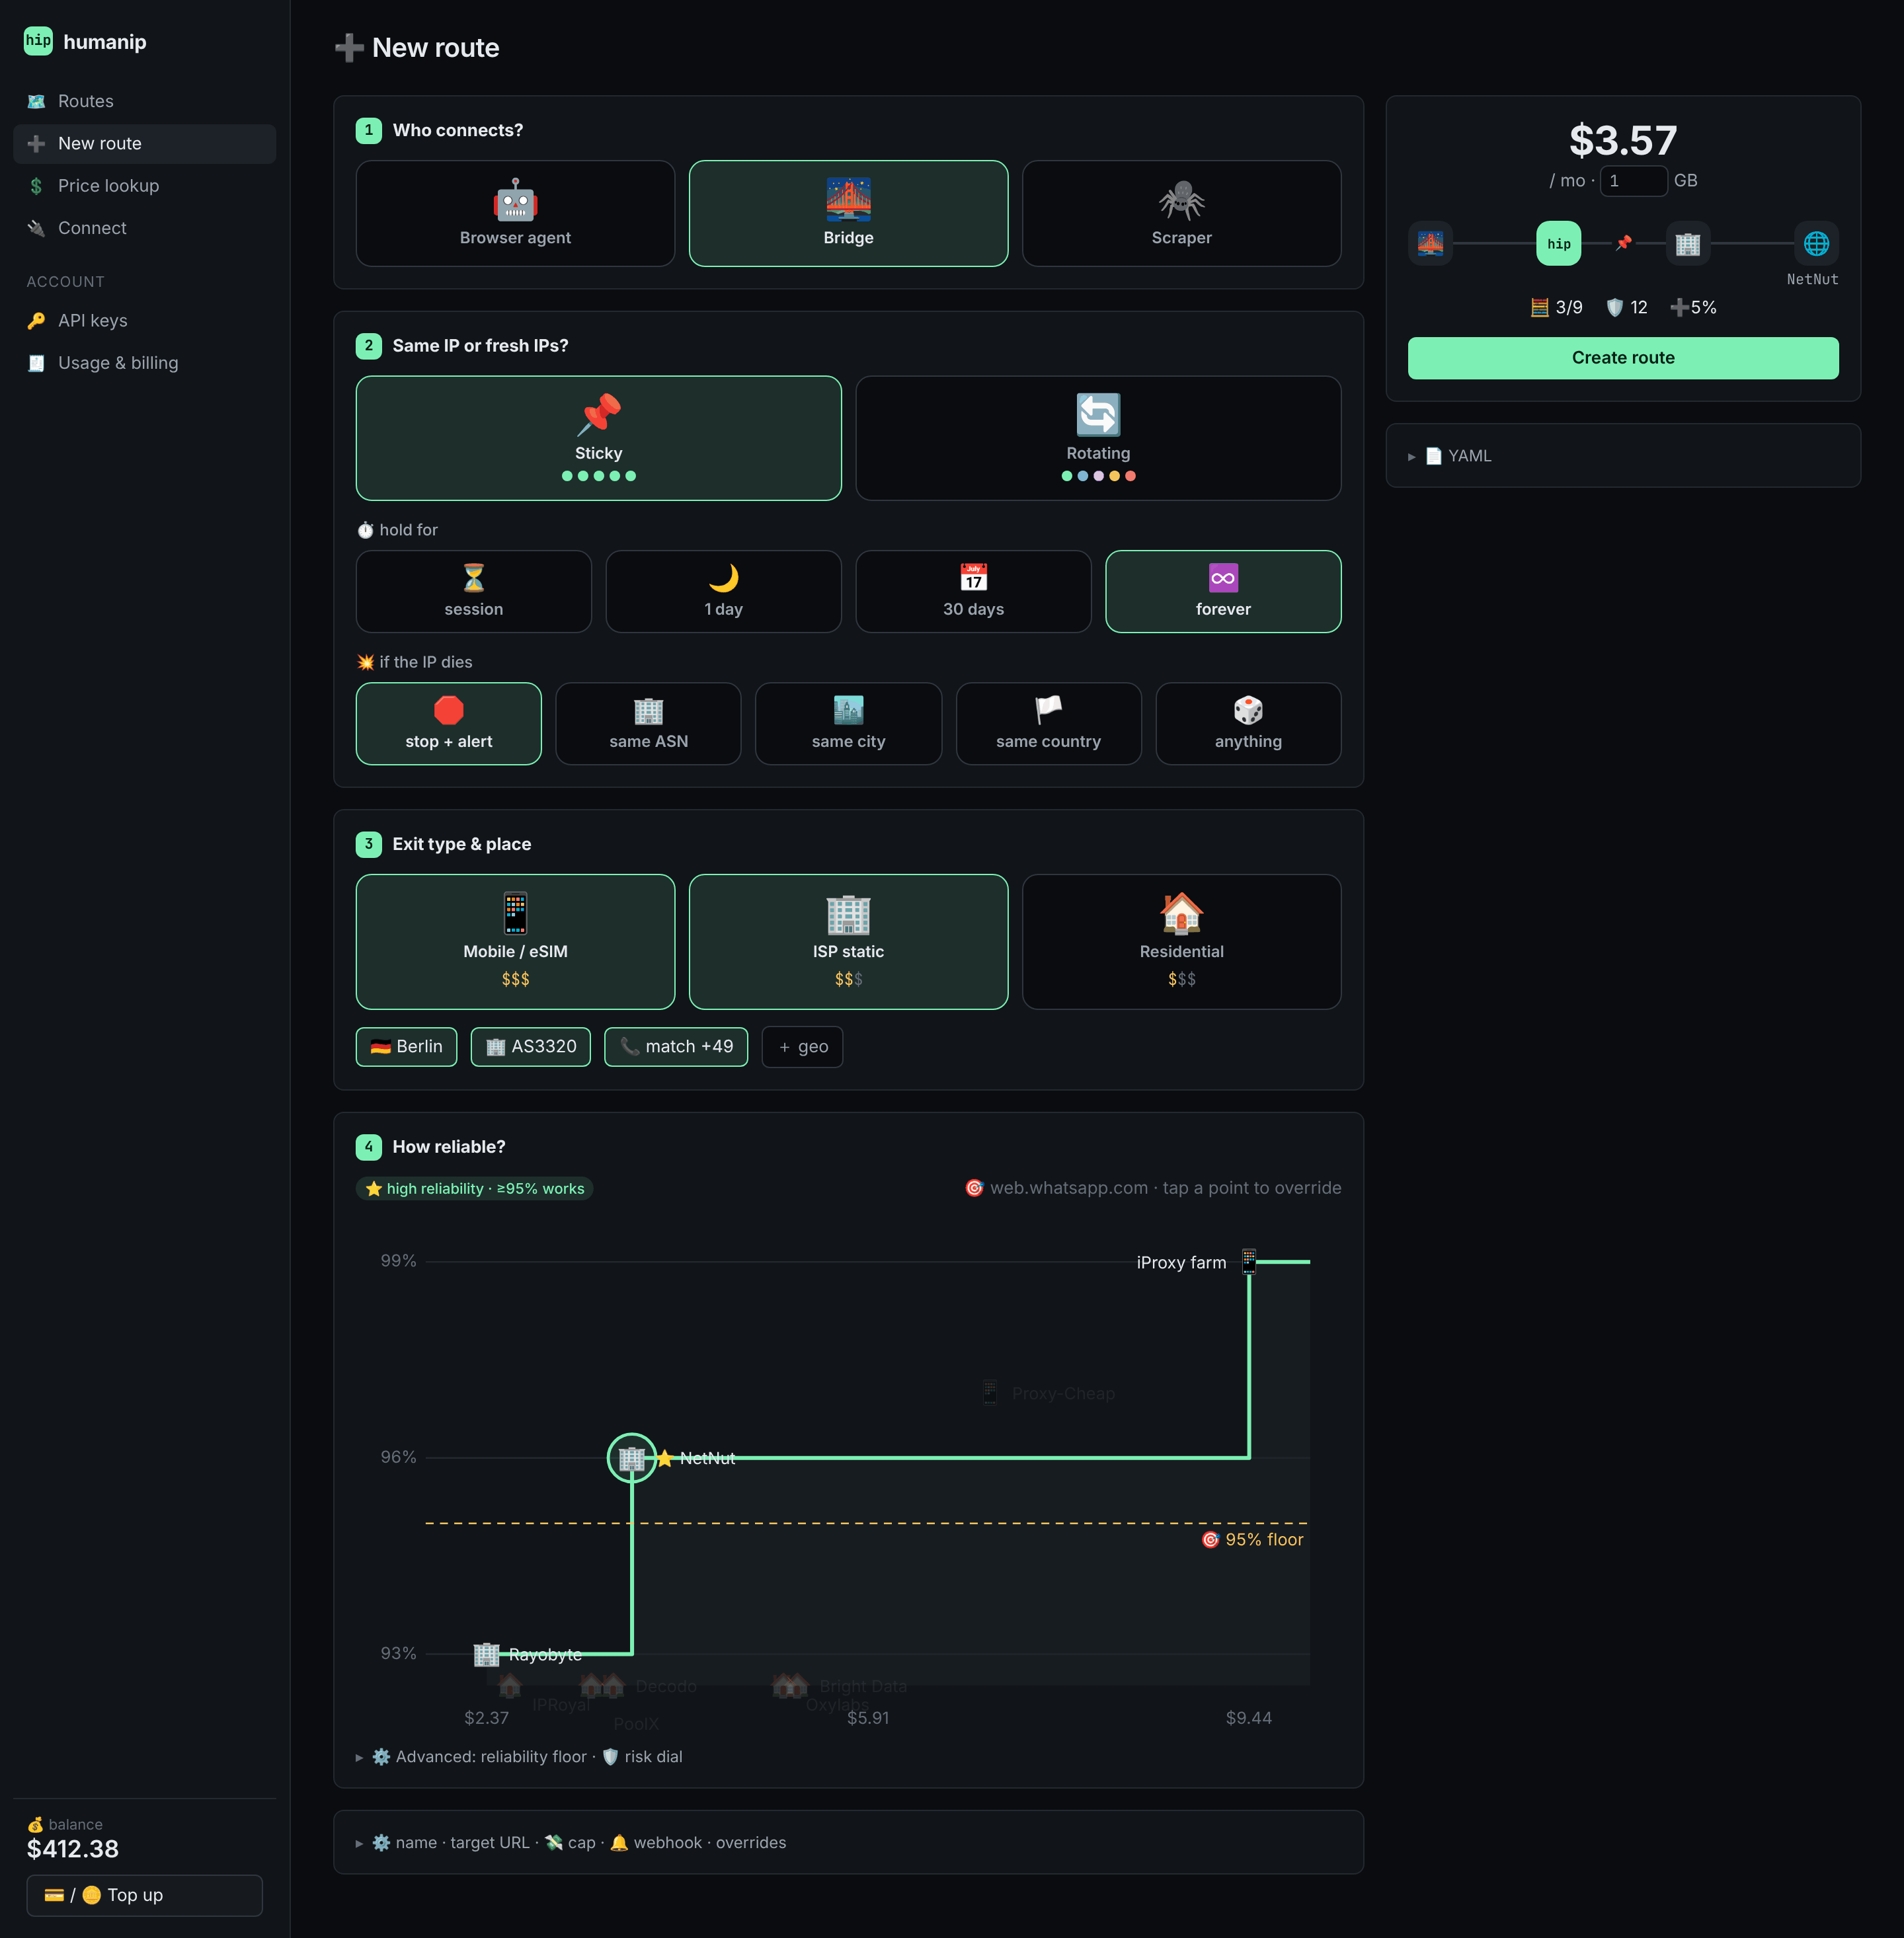 hip humanip
Routes
New route
Price lookup
Connect
ACCOUNT
API keys
Usage & billing
balance
$412.38
/ Top up
New route
1 Who connects?
Browser agent
Bridge
Scraper
2 Same IP or fresh IPs?
Sticky
Rotating
hold for
session
1 day
July
17
30 days
forever
if the IP dies
stop + alert
same ASN
same city
same country
anything
3 Exit type & place
Mobile / eSIM
$$$
ISP static
$$$
Residential
$$$
Berlin
AS3320
match +49
+ geo
4 How reliable?
high reliability · ≥95% works
web.whatsapp.com · tap a point to override
99%
iProxy farm
Proxy-Cheap
96%
NetNut
95% floor
93%
Rayobyte
Decodo
Bright Data
IPRoyal
Oxylabs
PoolX
$2.37
$5.91
$9.44
▸ Advanced: reliability floor · risk dial
▸ name · target URL · cap · webhook · overrides
$3.57
/ mo · 1 GB
hip
NetNut
3/9 12 +5%
Create route
▸ YAML